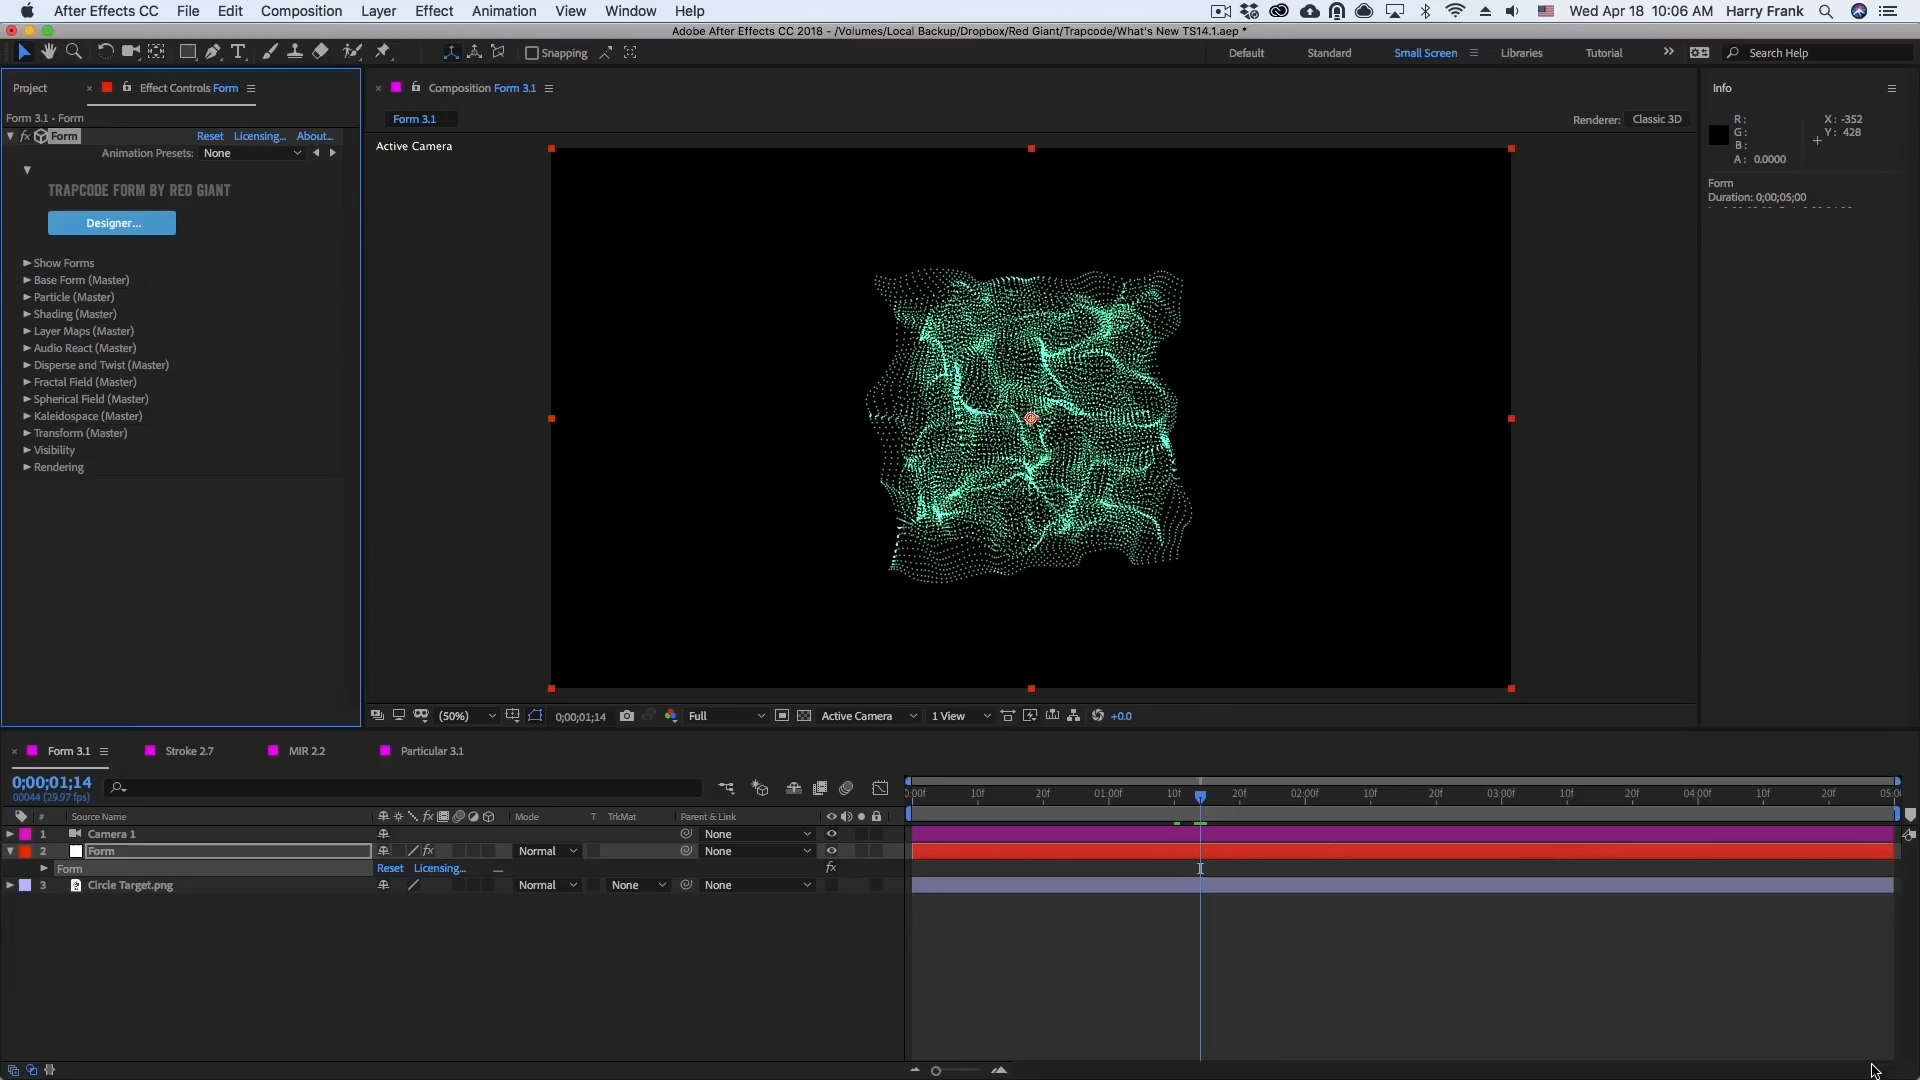 After Effects CC File Edit Composition Layer Effect Animation View Window Help Wed Apr 18 10:06 AM Harry Frank
Adobe After Effects CC 2018 - /Volumes/Local Backup/Dropbox/Red Giant/Trapcode/What's New TS14.1.aep *
Snapping Default Standard Small Screen Libraries Tutorial Search Help
Project Effect Controls Form Composition Form 3.1 Info
Form 3.1 - Form Form 3.1 Renderer: Classic 3D
fx Form Reset Licensing... About...
Animation Presets: None
Active Camera
R: X: -352
G: Y: 428
B:
A: 0.0000
TRAPCODE FORM BY RED GIANT
Designer...
Form
Duration: 0;00;05;00
Show Forms
Base Form (Master)
Particle (Master)
Shading (Master)
Layer Maps (Master)
Audio React (Master)
Disperse and Twist (Master)
Fractal Field (Master)
Spherical Field (Master)
Kaleidospace (Master)
Transform (Master)
Visibility
Rendering
(50%) 0;00;01;14 Full Active Camera 1 View +0.0
Form 3.1 Stroke 2.7 MIR 2.2 Particular 3.1
0;00;01;14
00044 (29.97 fps)
0:00f 10f 20f 01:00f 10f 20f 02:00f 10f 20f 03:00f 10f 20f 04:00f 10f 20f 05:00
# Source Name fx Mode T TrkMat Parent & Link
1 Camera 1 None
2 Form fx Normal None
Form Reset Licensing... fx
3 Circle Target.png Normal None None